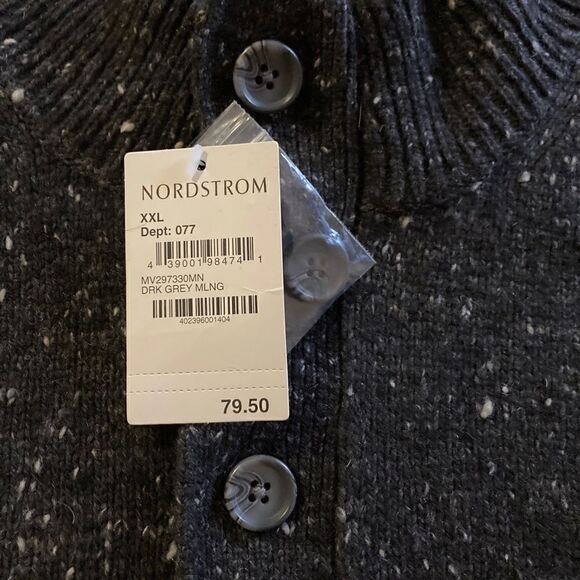 NORDSTROM
XXL
Dept: 077
4 39001 98474 1
MV297330MN
DRK GREY MLNG
402396001404
79.50